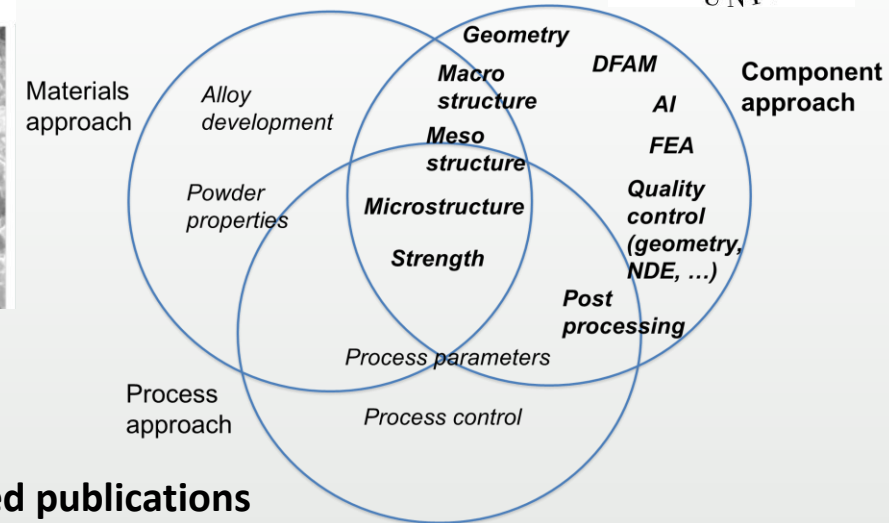 Geometry
DFAM
Component
approach
Macro
structure
Materials
approach
Alloy
development
AI
Meso
structure
FEA
Powder
properties
Quality
control
(geometry,
NDE, ...)
Microstructure
Strength
Post
processing
Process parameters
Process
approach
Process control
publications